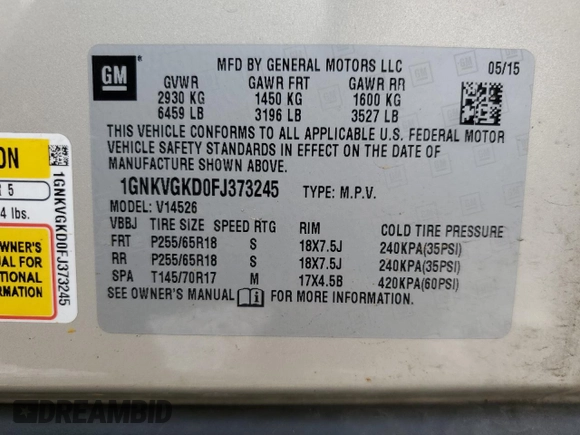 GM
MFD BY GENERAL MOTORS LLC 05/15
GVWR GAWR FRT GAWR RR
2930 KG 1450 KG 1600 KG
6459 LB 3196 LB 3527 LB
THIS VEHICLE CONFORMS TO ALL APPLICABLE U.S. FEDERAL MOTOR
VEHICLE SAFETY STANDARDS IN EFFECT ON THE DATE OF
MANUFACTURE SHOWN ABOVE.
1GNKVGKD0FJ373245 TYPE: M.P.V.
MODEL: V14526
VBBJ TIRE SIZE SPEED RTG RIM COLD TIRE PRESSURE
FRT P255/65R18 S 18X7.5J 240KPA(35PSI)
RR P255/65R18 S 18X7.5J 240KPA(35PSI)
SPA T145/70R17 M 17X4.5B 420KPA(60PSI)
SEE OWNER'S MANUAL FOR MORE INFORMATION.
ON
R 5
4 lbs.
OWNER'S
UAL FOR
TIONAL
RMATION
1GNKVGKD0FJ373245
DREAMBID